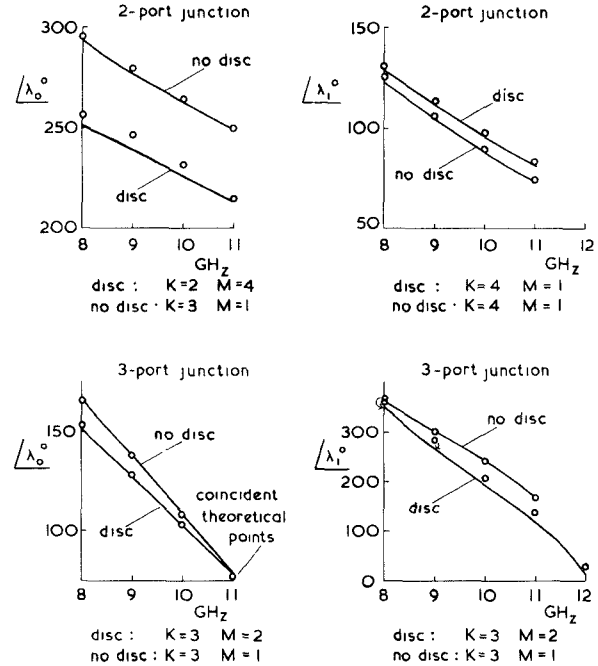 2-port junction
300
250
200
∠λ₀°
no disc
disc
8 9 10 11
GHz
disc : K=2 M=4
no disc · K=3 M=1
2-port junction
150
100
50
∠λ₁°
disc
no disc
8 9 10 11 12
GHz
disc : K=4 M=1
no disc · K=4 M=1
3-port junction
150
100
∠λ₀°
no disc
disc
coincident
theoretical
points
8 9 10 11
GHz
disc: K=3 M=2
no disc: K=3 M=1
3-port junction
300
200
100
0
∠λ₁°
no disc
disc
8 9 10 11 12
GHz
disc : K=3 M=2
no disc : K=3 M=1